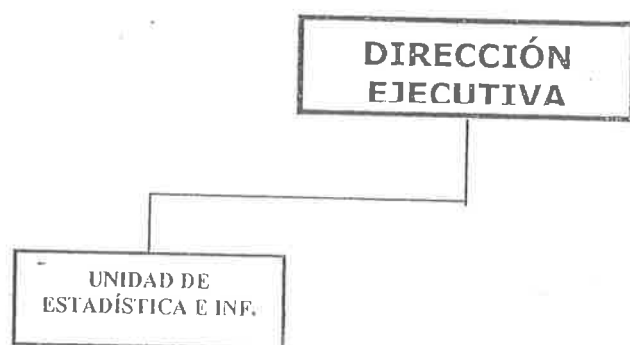 DIRECCIÓN
EJECUTIVA
UNIDAD DE
ESTADÍSTICA E INF.